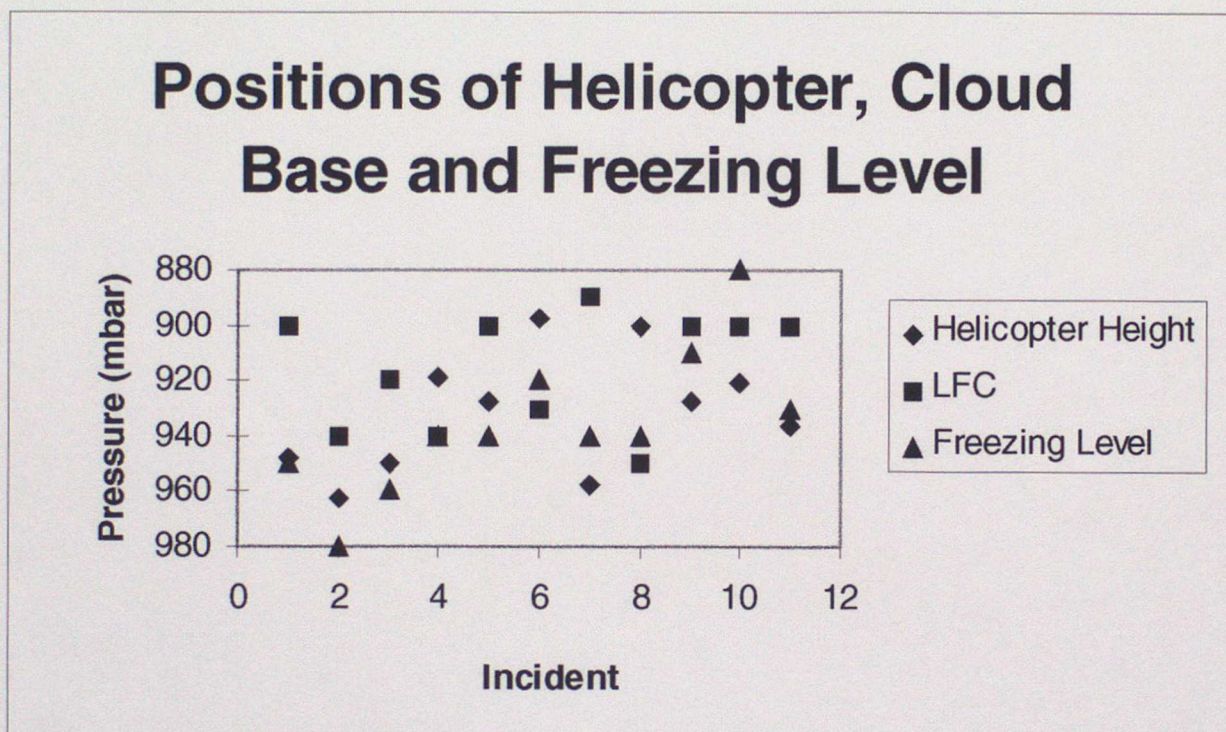 Positions of Helicopter, Cloud
Base and Freezing Level
Pressure (mbar)
880
900
920
940
960
980
0 2 4 6 8 10 12
Incident
Helicopter Height
LFC
Freezing Level